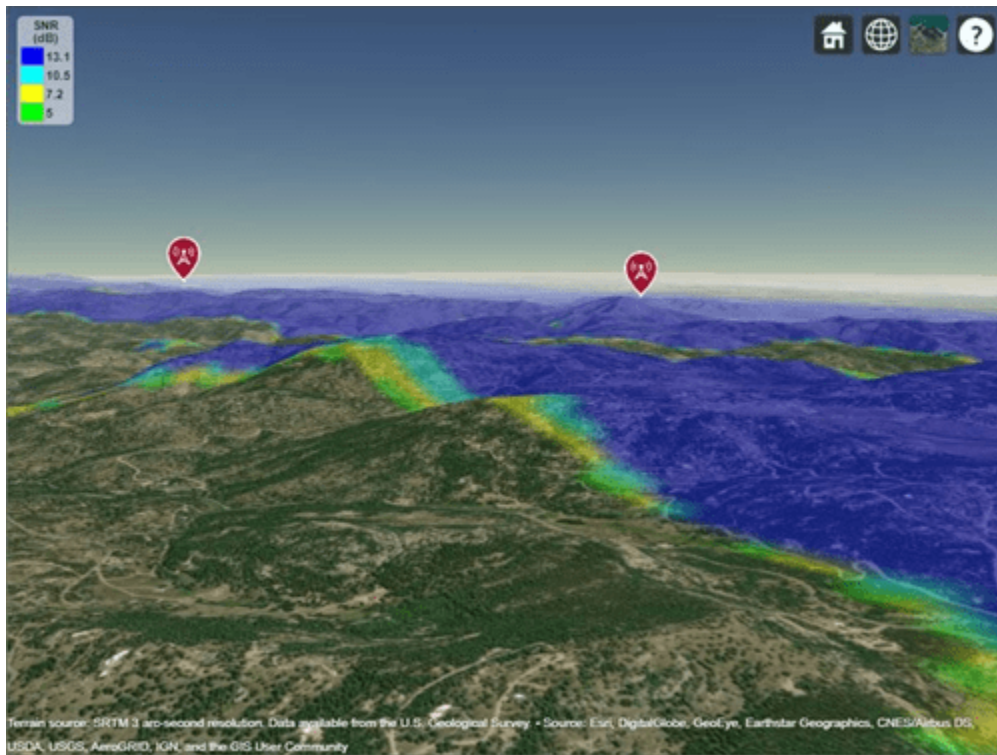 SNR
(dB)
13.1
10.5
7.2
5
?
Terrain source: SRTM 3 arc-second resolution. Data available from the U.S. Geological Survey. • Source: Esri, DigitalGlobe, GeoEye, Earthstar Geographics, CNES/Airbus DS,
USDA, USGS, AeroGRID, IGN, and the GIS User Community